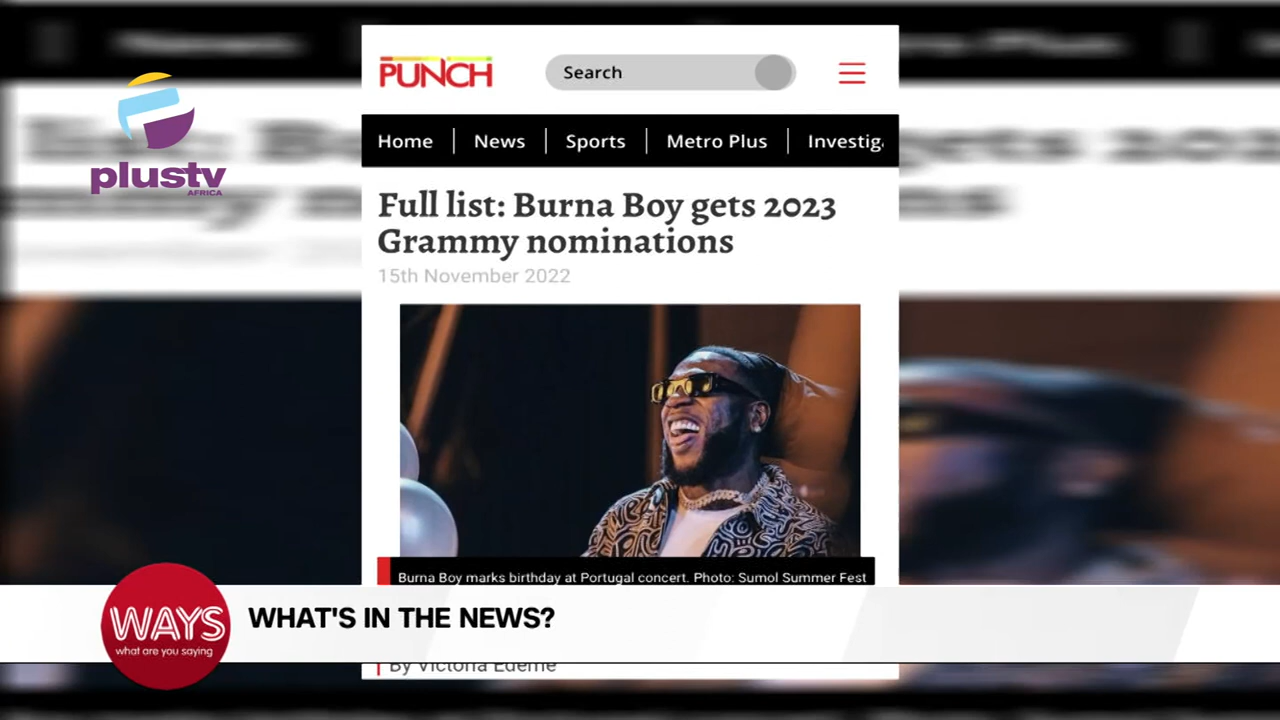 PUNCH
Search
Home
News
Sports
Metro Plus
Investiga
plustv
AFRICA
Full list: Burna Boy gets 2023
Grammy nominations
15th November 2022
Burna Boy marks birthday at Portugal concert. Photo: Sumol Summer Fest
WAYS
what are you saying
WHAT'S IN THE NEWS?
By Victoria Edeme